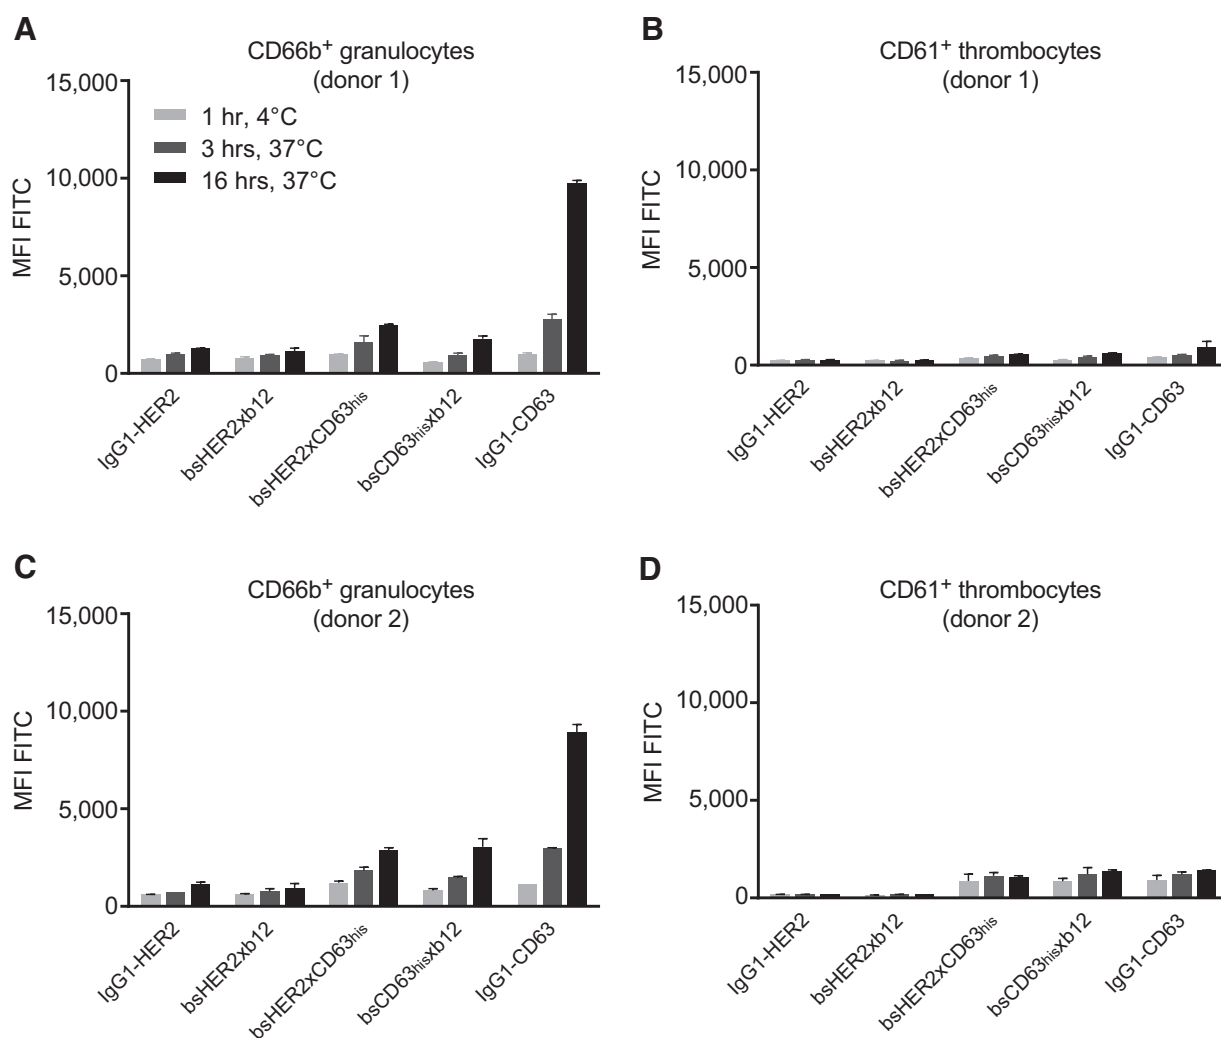 A
CD66b+ granulocytes
(donor 1)
15,000
10,000
5,000
0
MFI FITC
1 hr, 4°C
3 hrs, 37°C
16 hrs, 37°C
IgG1-HER2
bsHER2xb12
bsHER2xCD63his
bsCD63hisxb12
IgG1-CD63
B
CD61+ thrombocytes
(donor 1)
15,000
10,000
5,000
0
MFI FITC
IgG1-HER2
bsHER2xb12
bsHER2xCD63his
bsCD63hisxb12
IgG1-CD63
C
CD66b+ granulocytes
(donor 2)
15,000
10,000
5,000
0
MFI FITC
IgG1-HER2
bsHER2xb12
bsHER2xCD63his
bsCD63hisxb12
IgG1-CD63
D
CD61+ thrombocytes
(donor 2)
15,000
10,000
5,000
0
MFI FITC
IgG1-HER2
bsHER2xb12
bsHER2xCD63his
bsCD63hisxb12
IgG1-CD63